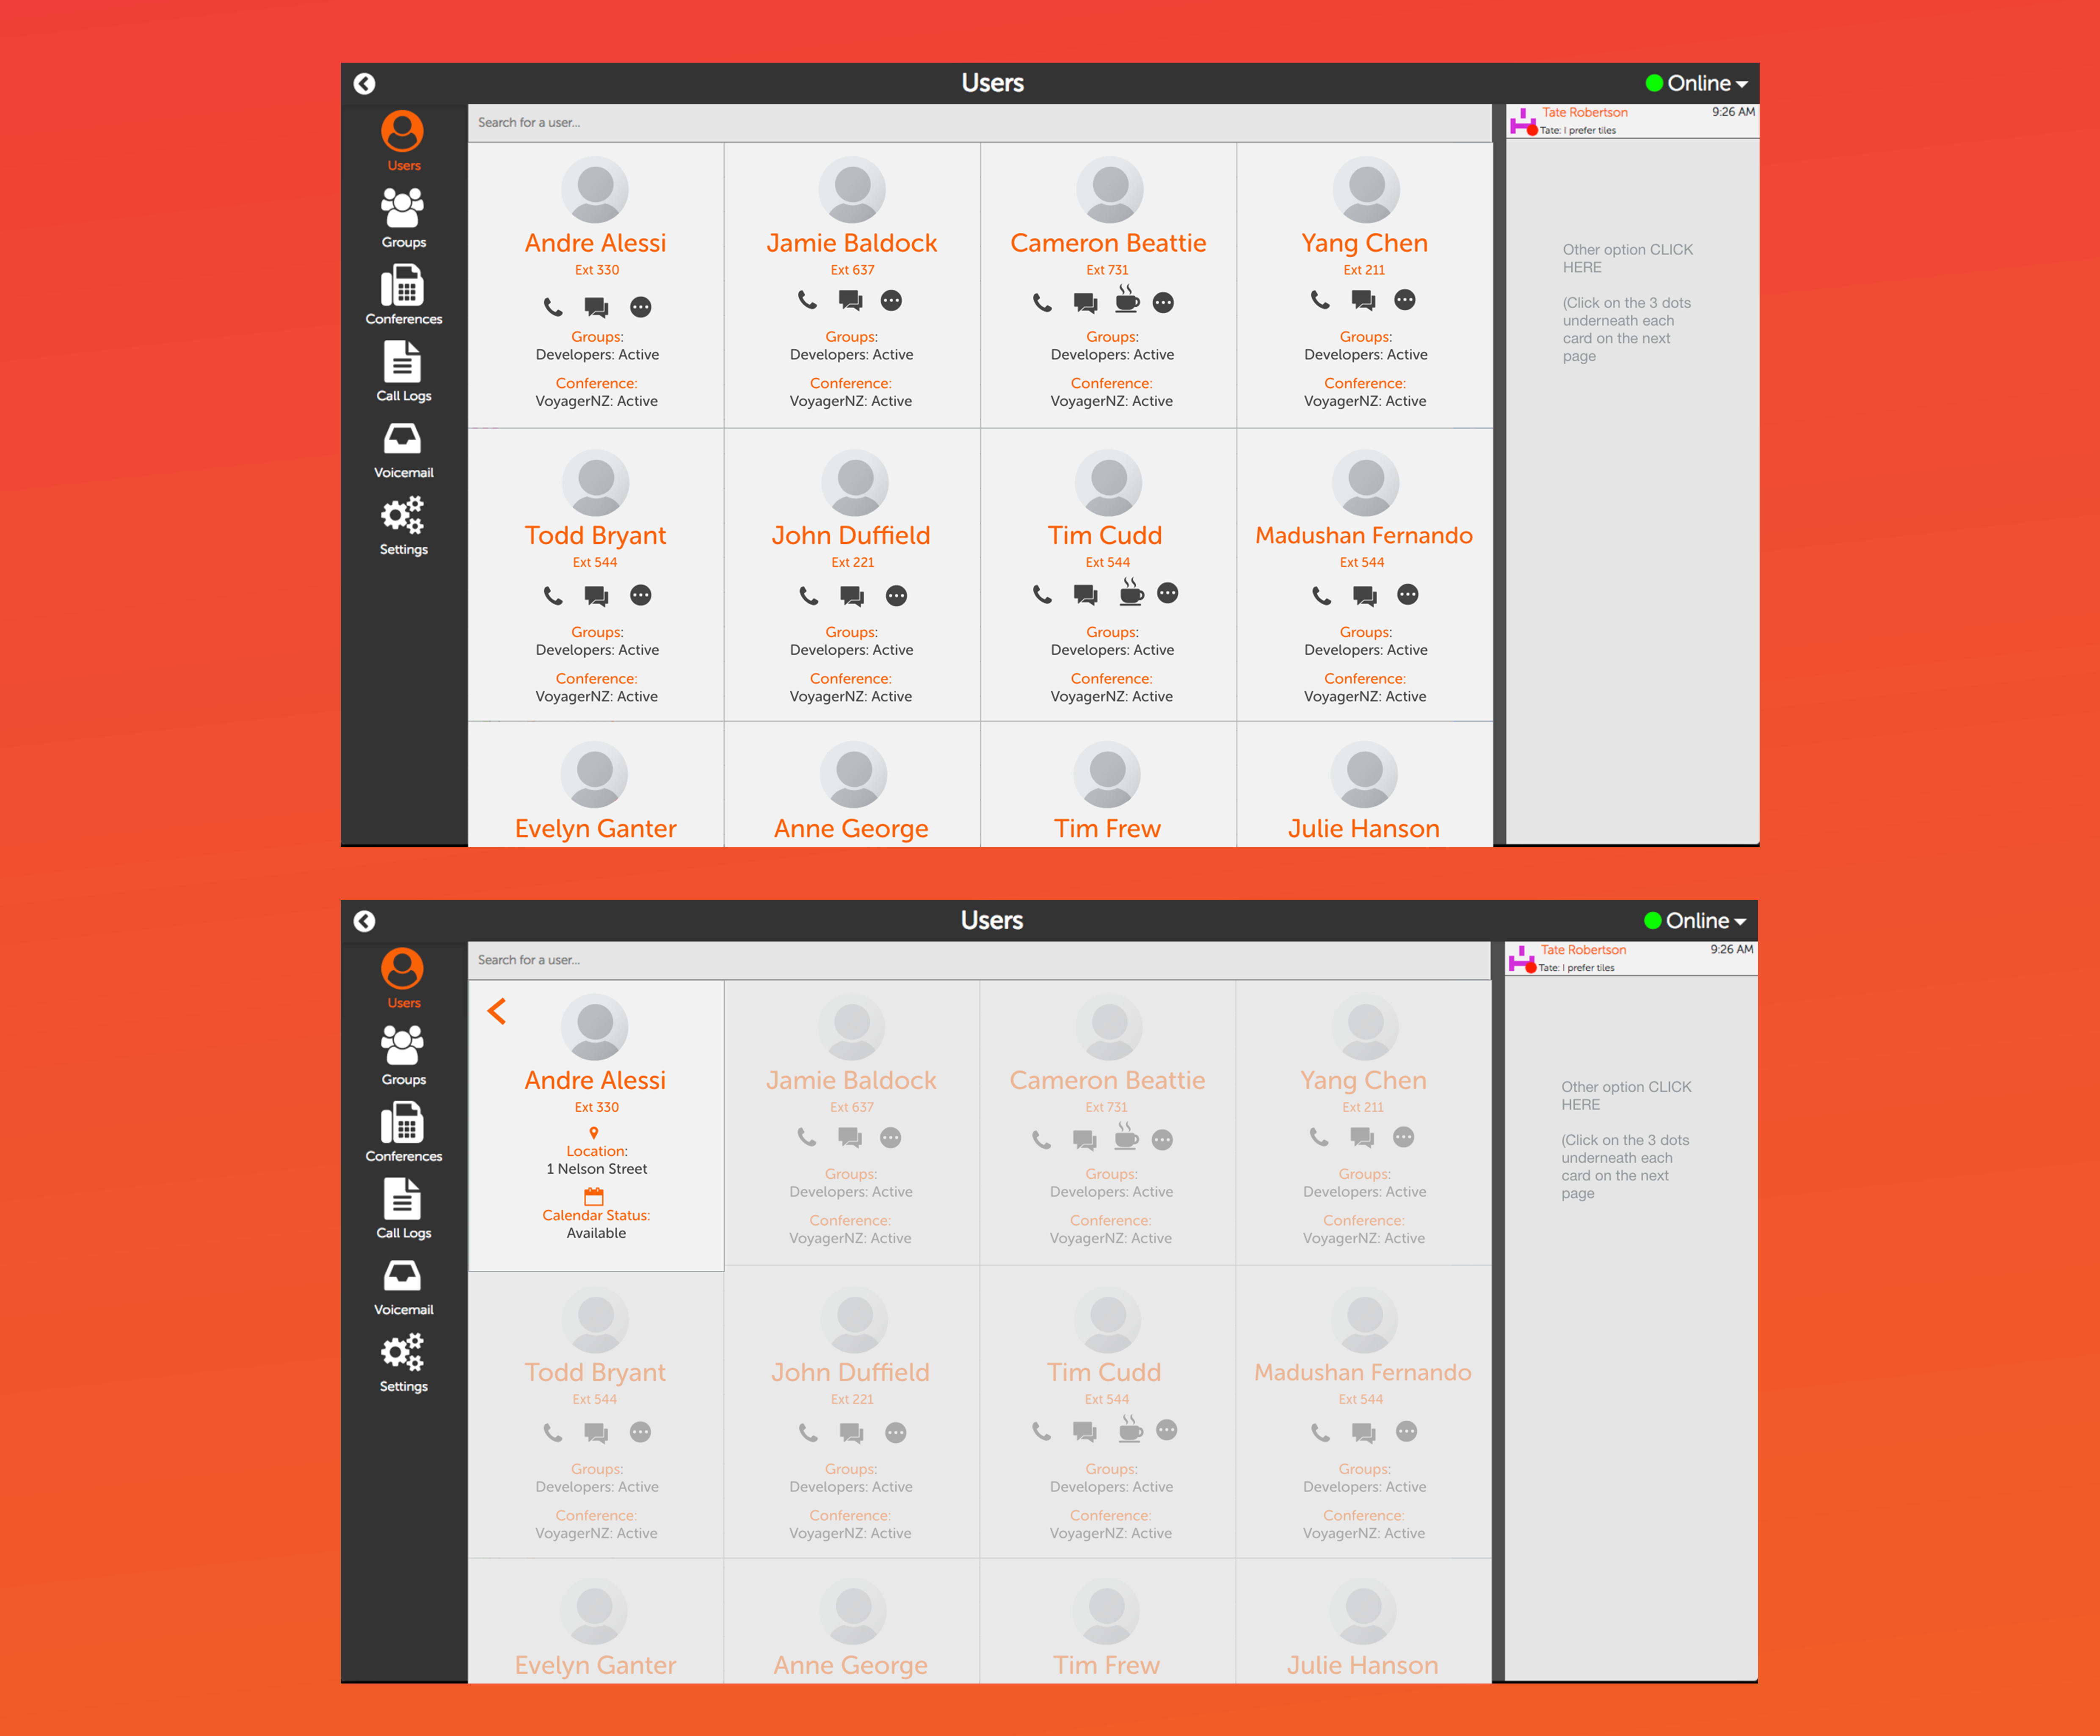 Users
Online
Users
Groups
Conferences
Call Logs
Voicemail
Settings
Search for a user...
Andre Alessi
Ext 330
Groups:
Developers: Active
Conference:
VoyagerNZ: Active
Jamie Baldock
Ext 637
Groups:
Developers: Active
Conference:
VoyagerNZ: Active
Cameron Beattie
Ext 731
Groups:
Developers: Active
Conference:
VoyagerNZ: Active
Yang Chen
Ext 211
Groups:
Developers: Active
Conference:
VoyagerNZ: Active
Todd Bryant
Ext 544
Groups:
Developers: Active
Conference:
VoyagerNZ: Active
John Duffield
Ext 221
Groups:
Developers: Active
Conference:
VoyagerNZ: Active
Tim Cudd
Ext 544
Groups:
Developers: Active
Conference:
VoyagerNZ: Active
Madushan Fernando
Ext 544
Groups:
Developers: Active
Conference:
VoyagerNZ: Active
Evelyn Ganter
Anne George
Tim Frew
Julie Hanson
Tate Robertson
9:26 AM
Tate: I prefer tiles
Other option CLICK
HERE
(Click on the 3 dots
underneath each
card on the next
page
Users
Online
Users
Groups
Conferences
Call Logs
Voicemail
Settings
Search for a user...
Andre Alessi
Ext 330
Location:
1 Nelson Street
Calendar Status:
Available
Jamie Baldock
Ext 637
Groups:
Developers: Active
Conference:
VoyagerNZ: Active
Cameron Beattie
Ext 731
Groups:
Developers: Active
Conference:
VoyagerNZ: Active
Yang Chen
Ext 211
Groups:
Developers: Active
Conference:
VoyagerNZ: Active
Todd Bryant
Ext 544
Groups:
Developers: Active
Conference:
VoyagerNZ: Active
John Duffield
Ext 221
Groups:
Developers: Active
Conference:
VoyagerNZ: Active
Tim Cudd
Ext 544
Groups:
Developers: Active
Conference:
VoyagerNZ: Active
Madushan Fernando
Ext 544
Groups:
Developers: Active
Conference:
VoyagerNZ: Active
Evelyn Ganter
Anne George
Tim Frew
Julie Hanson
Tate Robertson
9:26 AM
Tate: I prefer tiles
Other option CLICK
HERE
(Click on the 3 dots
underneath each
card on the next
page